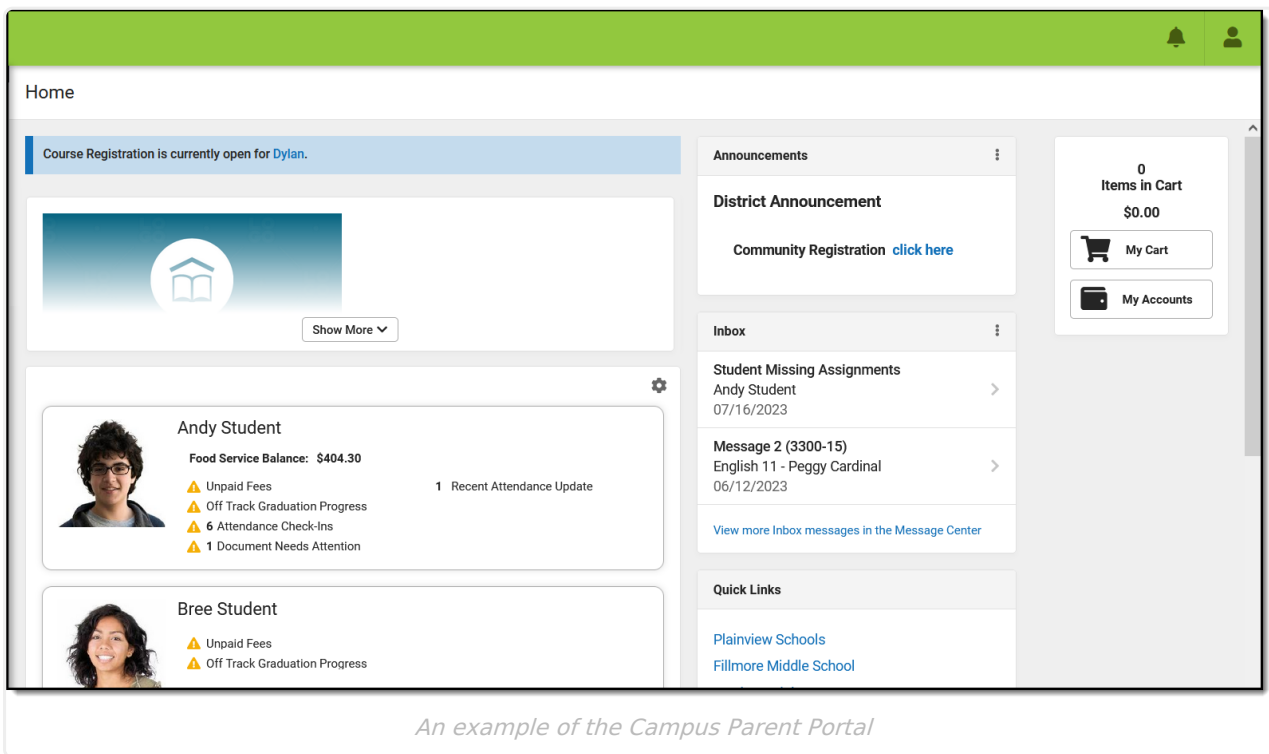 Home
Course Registration is currently open for Dylan.
Show More
Andy Student
Food Service Balance: $404.30
Unpaid Fees
1 Recent Attendance Update
Off Track Graduation Progress
6 Attendance Check-Ins
1 Document Needs Attention
Bree Student
Unpaid Fees
Off Track Graduation Progress
Announcements
District Announcement
Community Registration click here
Inbox
Student Missing Assignments
Andy Student
07/16/2023
Message 2 (3300-15)
English 11 - Peggy Cardinal
06/12/2023
View more Inbox messages in the Message Center
Quick Links
Plainview Schools
Fillmore Middle School
0
Items in Cart
$0.00
My Cart
My Accounts
An example of the Campus Parent Portal